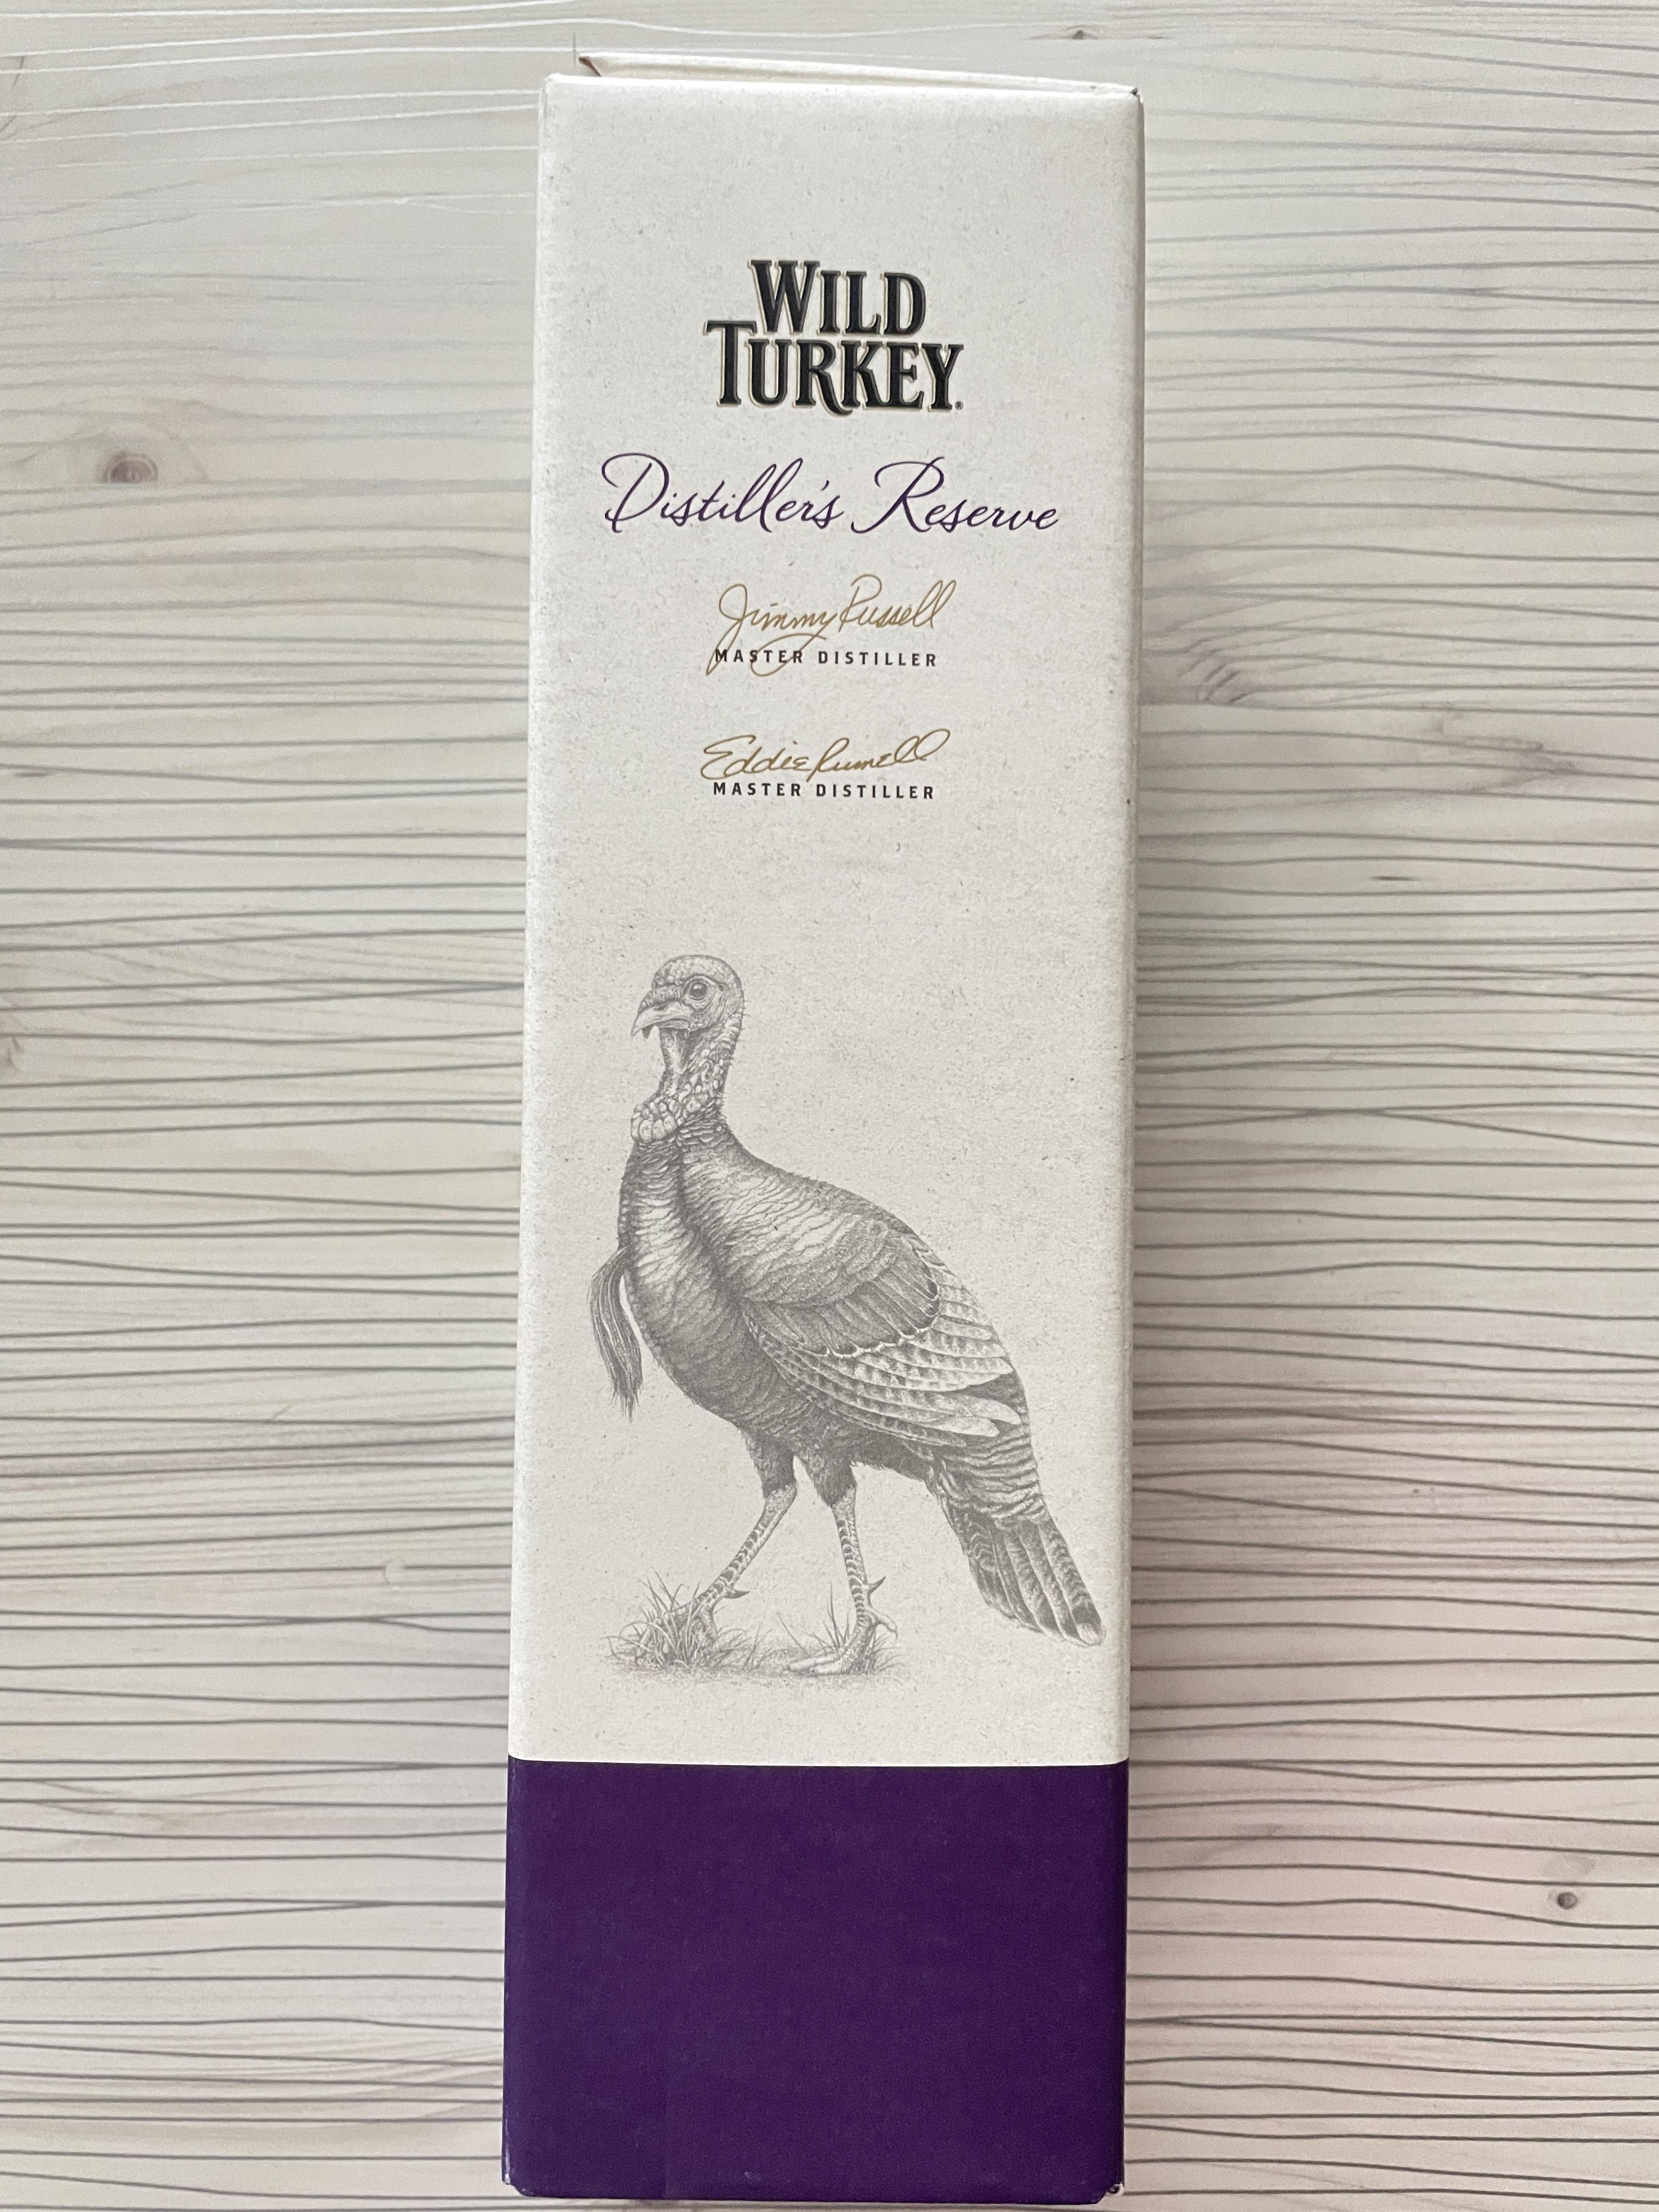 WILD
TURKEY®
Distiller's Reserve
Jimmy Russell
MASTER DISTILLER
Eddie Russell
MASTER DISTILLER